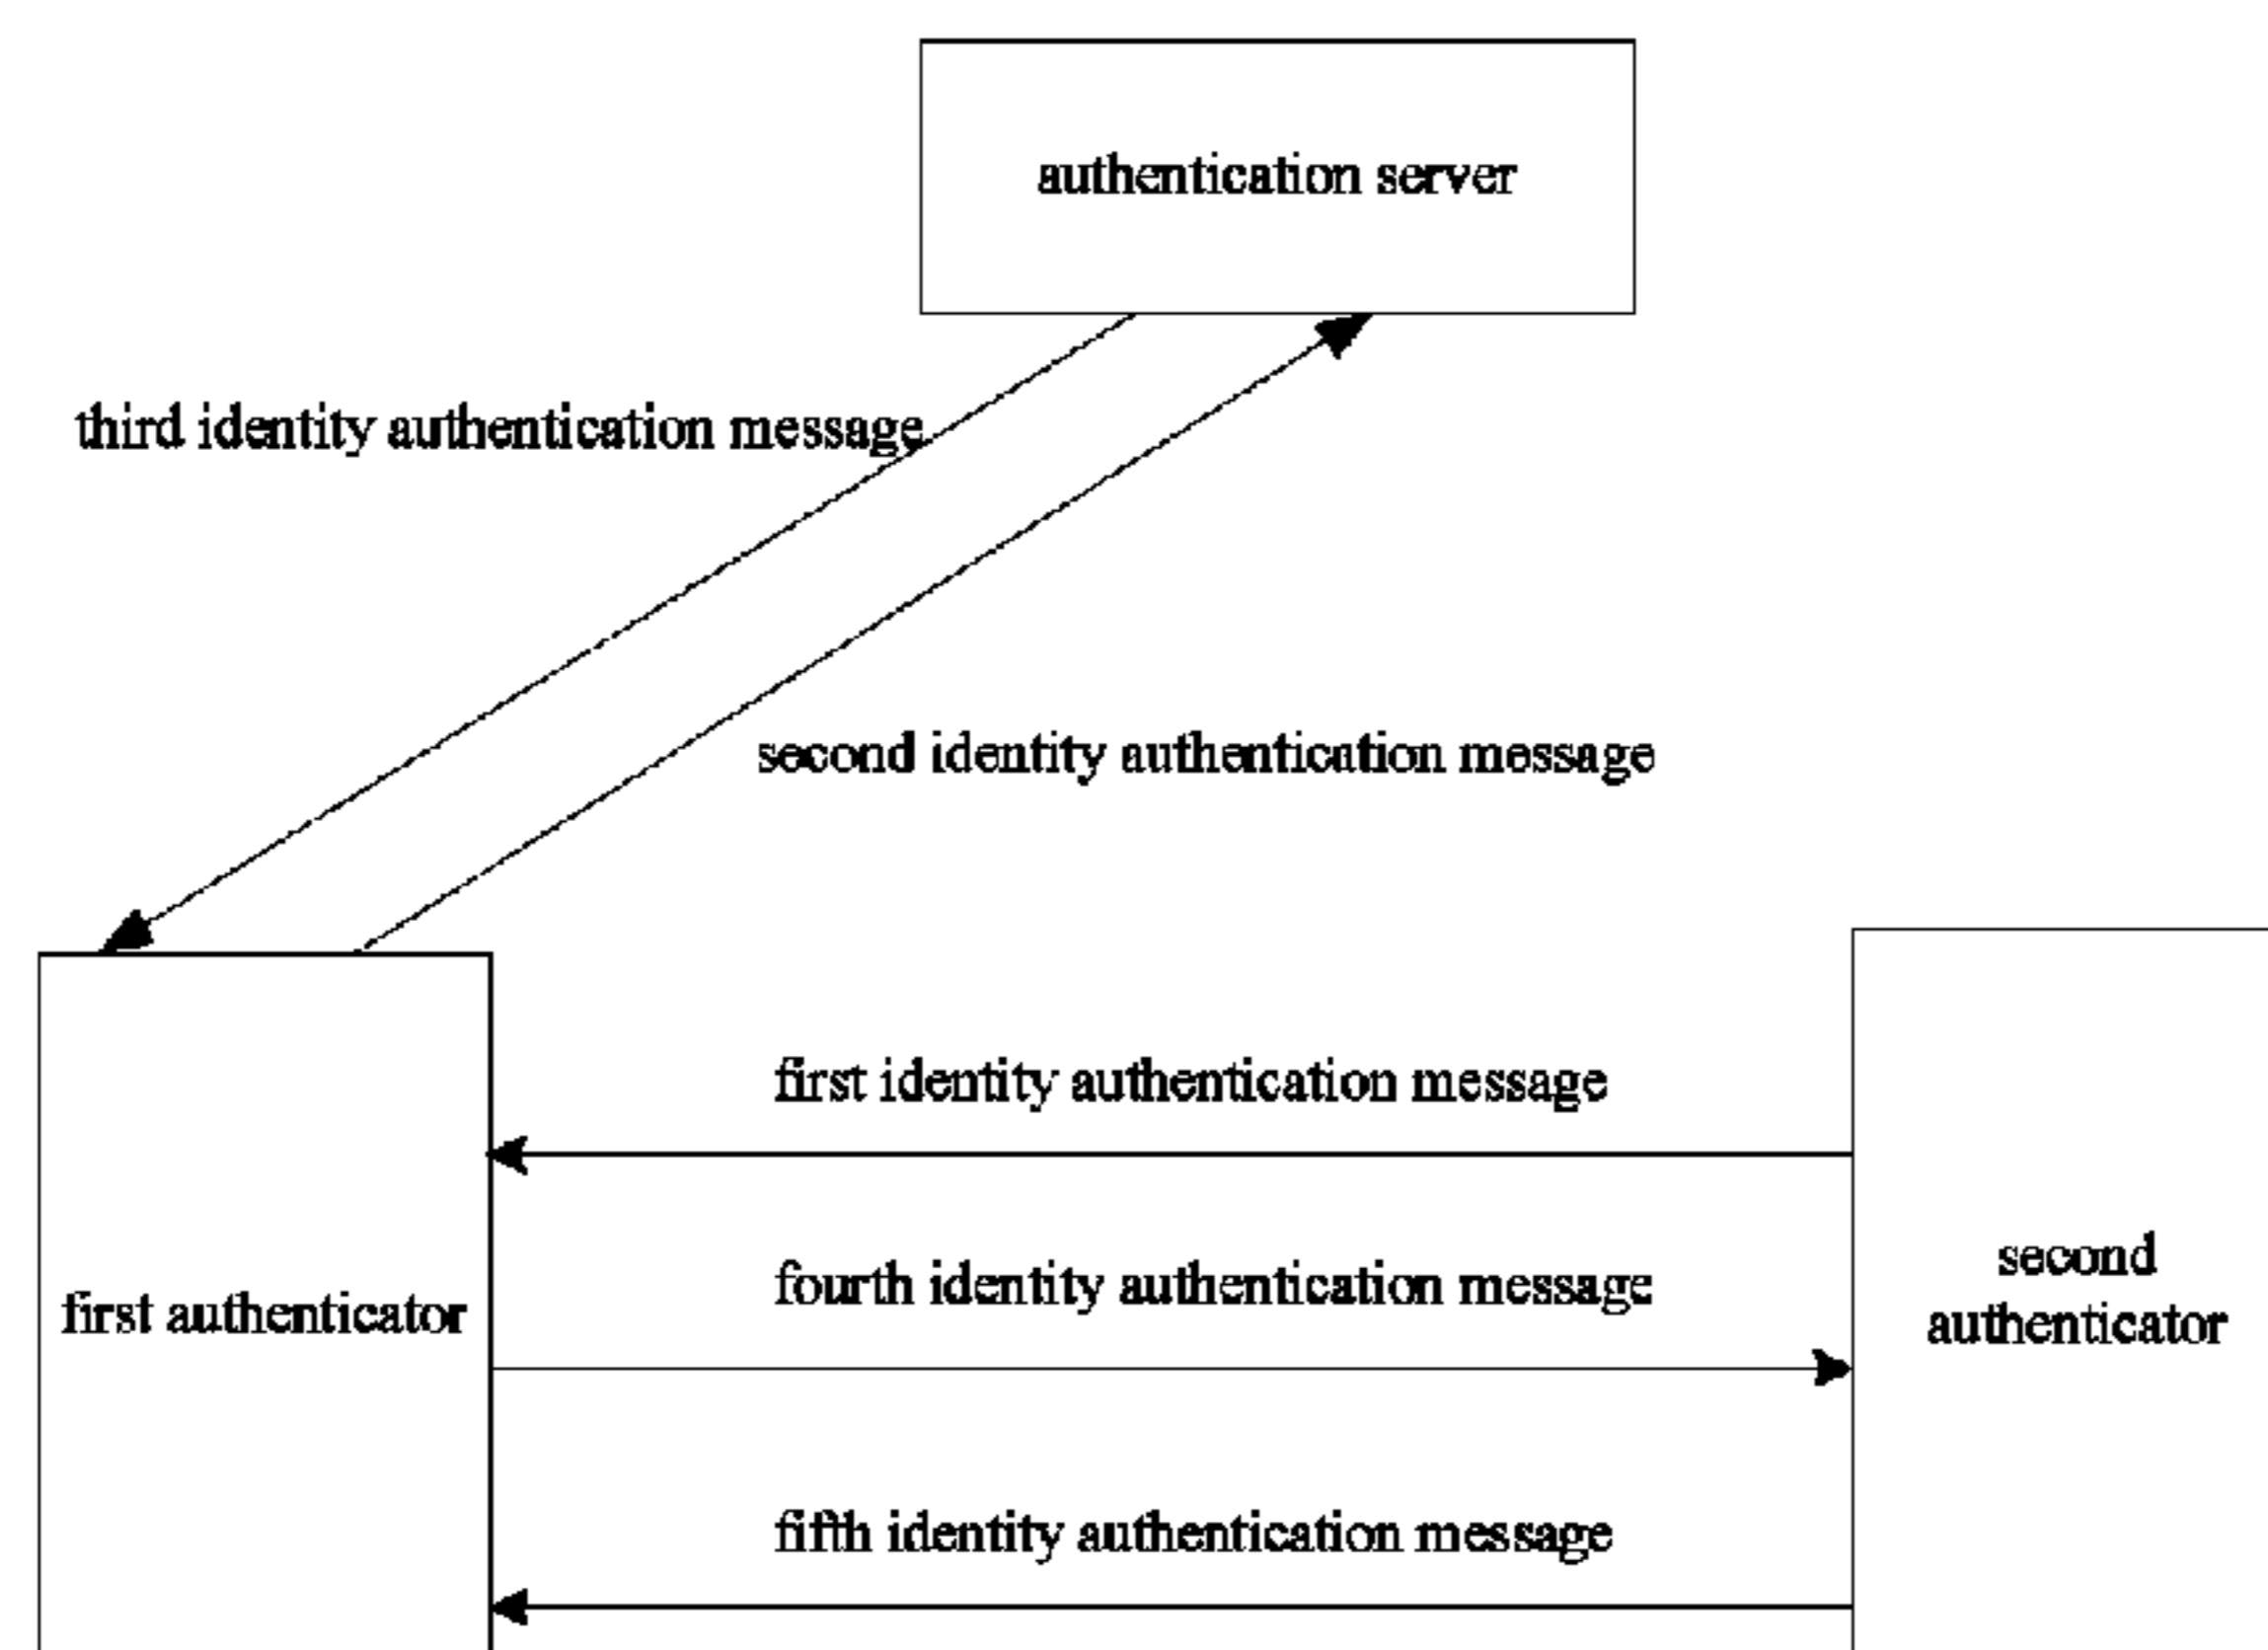 authentication server
third identity authentication message
second identity authentication message
first identity authentication message
fourth identity authentication message
first authenticator
second
authenticator
fifth identity authentication message